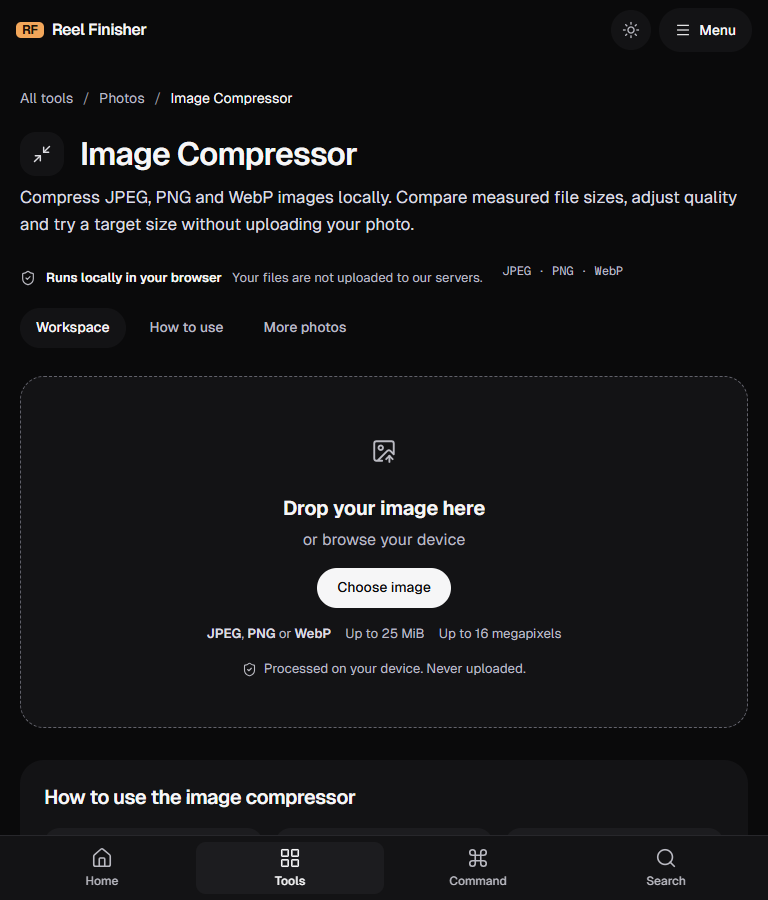 RF Reel Finisher
Menu
All tools / Photos / Image Compressor
Image Compressor
Compress JPEG, PNG and WebP images locally. Compare measured file sizes, adjust quality
and try a target size without uploading your photo.
Runs locally in your browser Your files are not uploaded to our servers. JPEG · PNG · WebP
Workspace How to use More photos
Drop your image here
or browse your device
Choose image
JPEG, PNG or WebP Up to 25 MiB Up to 16 megapixels
Processed on your device. Never uploaded.
How to use the image compressor
Home Tools Command Search